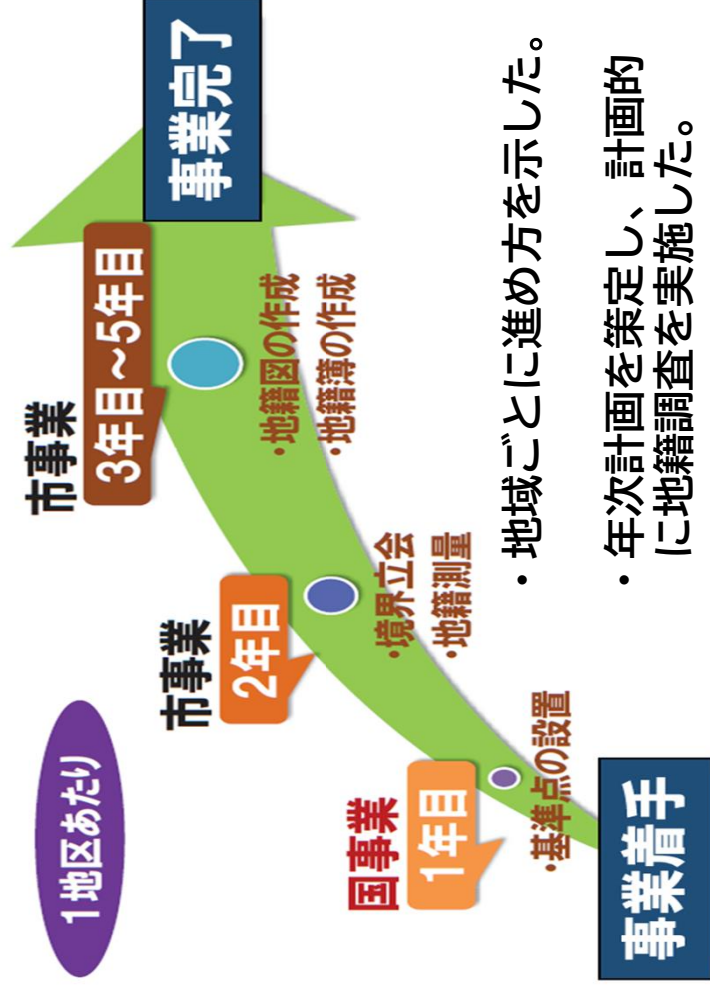 1地区あたり
市事業
3年目～5年目
事業完了
市事業
2年目
・地籍図の作成
・地籍簿の作成
国事業
1年目
・境界立会
・地籍測量
・基準点の設置
事業着手
・地域ごとに進め方を示した。
・年次計画を策定し、計画的
に地籍調査を実施した。